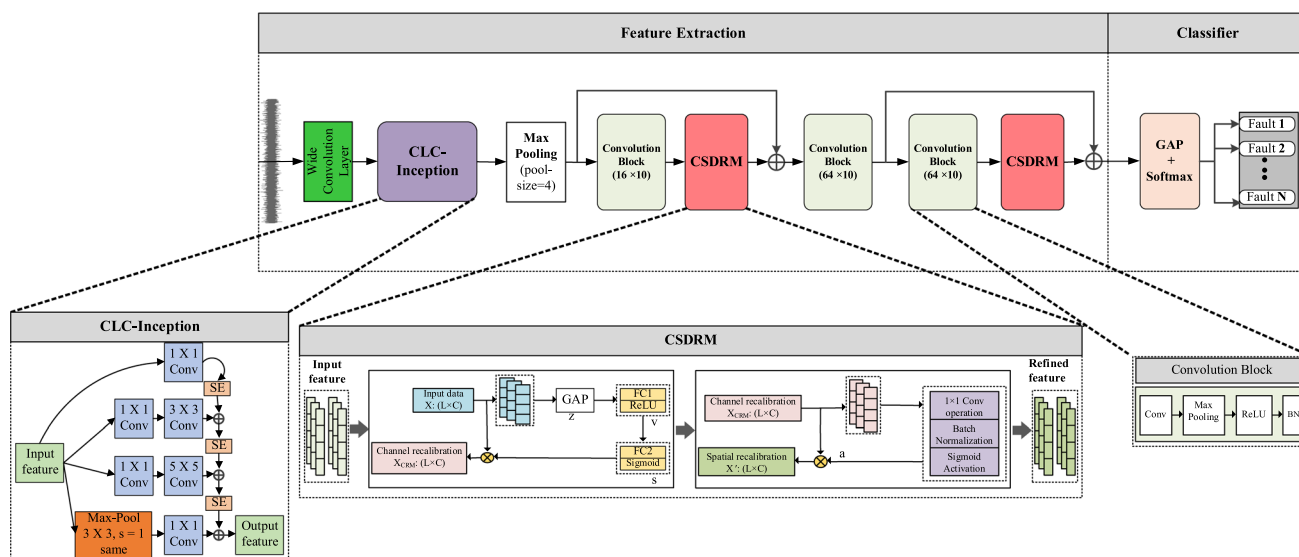 Feature Extraction
Classifier
Wide
Convolution
Layer
CLC-
Inception
Max
Pooling
(pool-
size=4)
Convolution
Block
(16 ×10)
CSDRM
Convolution
Block
(64 ×10)
Convolution
Block
(64 ×10)
CSDRM
GAP
+
Softmax
Fault 1
Fault 2
Fault N
CLC-Inception
1 X 1
Conv
SE
1 X 1
Conv
3 X 3
Conv
SE
Input
feature
1 X 1
Conv
5 X 5
Conv
SE
Max-Pool
3 X 3, s = 1
same
1 X 1
Conv
Output
feature
CSDRM
Input
feature
Input data
X: (L×C)
GAP
z
FC1
ReLU
v
FC2
Sigmoid
s
Channel recalibration
XCRM: (L×C)
Channel recalibration
XCRM: (L×C)
1×1 Conv
operation
Batch
Normalization
Sigmoid
Activation
a
Spatial recalibration
X': (L×C)
Refined
feature
Convolution Block
Conv
Max
Pooling
ReLU
BN